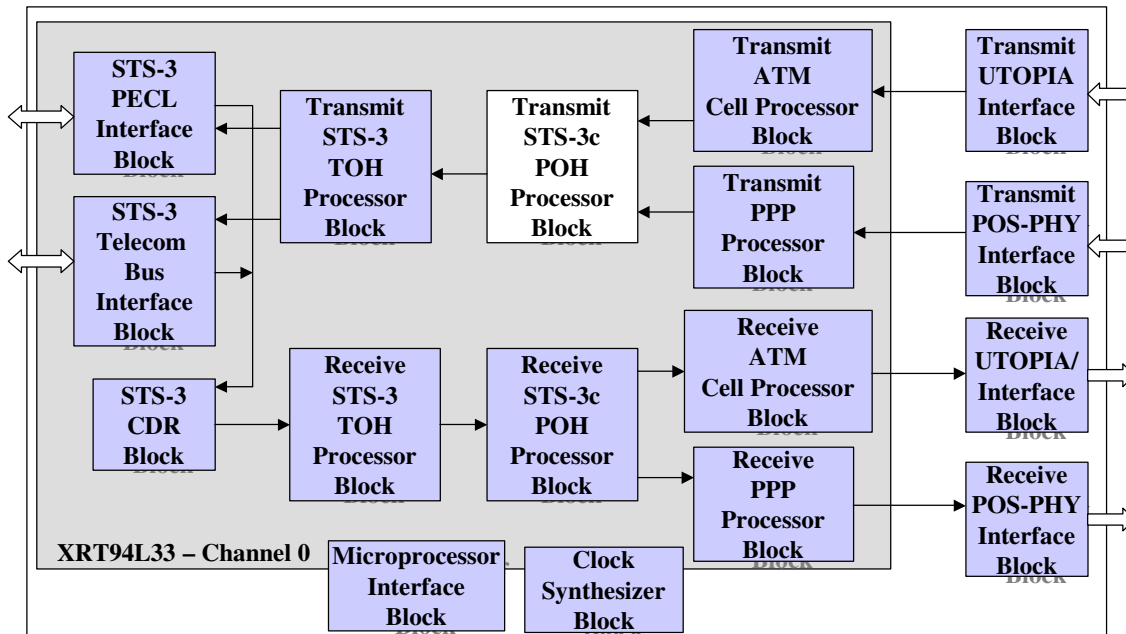 STS-3
PECL
Interface
Block
Transmit
STS-3
TOH
Processor
Block
Transmit
STS-3c
POH
Processor
Block
Transmit
ATM
Cell Processor
Block
Transmit
UTOPIA
Interface
Block
STS-3
Telecom
Bus
Interface
Block
Transmit
PPP
Processor
Block
Transmit
POS-PHY
Interface
Block
STS-3
CDR
Block
Receive
STS-3
TOH
Processor
Block
Receive
STS-3c
POH
Processor
Block
Receive
ATM
Cell Processor
Block
Receive
UTOPIA/
Interface
Block
Receive
PPP
Processor
Block
Receive
POS-PHY
Interface
Block
XRT94L33 – Channel 0
Microprocessor
Interface
Block
Clock
Synthesizer
Block